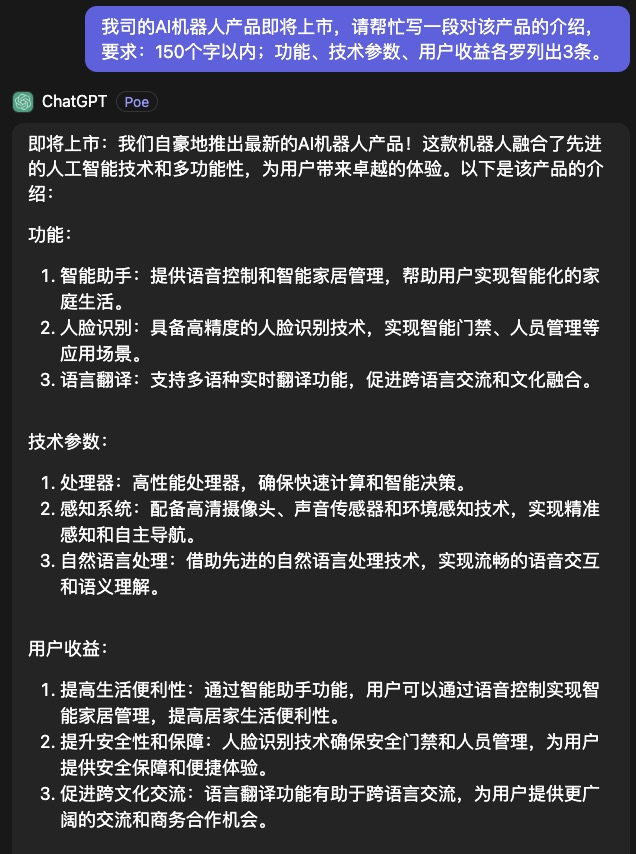 我司的AI机器人产品即将上市，请帮忙写一段对该产品的介绍，
要求：150个字以内；功能、技术参数、用户收益各罗列出3条。
ChatGPT Poe
即将上市：我们自豪地推出最新的AI机器人产品！这款机器人融合了先进
的人工智能技术和多功能性，为用户带来卓越的体验。以下是该产品的介
绍：
功能：
1. 智能助手：提供语音控制和智能家居管理，帮助用户实现智能化的家
庭生活。
2. 人脸识别：具备高精度的人脸识别技术，实现智能门禁、人员管理等
应用场景。
3. 语言翻译：支持多语种实时翻译功能，促进跨语言交流和文化融合。
技术参数：
1. 处理器：高性能处理器，确保快速计算和智能决策。
2. 感知系统：配备高清摄像头、声音传感器和环境感知技术，实现精准
感知和自主导航。
3. 自然语言处理：借助先进的自然语言处理技术，实现流畅的语音交互
和语义理解。
用户收益：
1. 提高生活便利性：通过智能助手功能，用户可以通过语音控制实现智
能家居管理，提高居家生活便利性。
2. 提升安全性和保障：人脸识别技术确保安全门禁和人员管理，为用户
提供安全保障和便捷体验。
3. 促进跨文化交流：语言翻译功能有助于跨语言交流，为用户提供更广
阔的交流和商务合作机会。